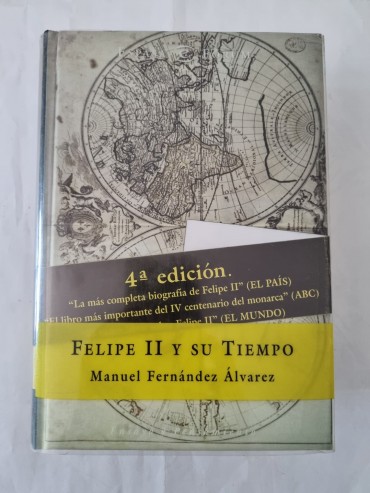 4ª edición.
"La más completa biografía de Felipe II" (EL PAÍS)
"El libro más importante del IV centenario del monarca" (ABC)
Felipe II" (EL MUNDO)
FELIPE II Y SU TIEMPO
Manuel Fernández Álvarez